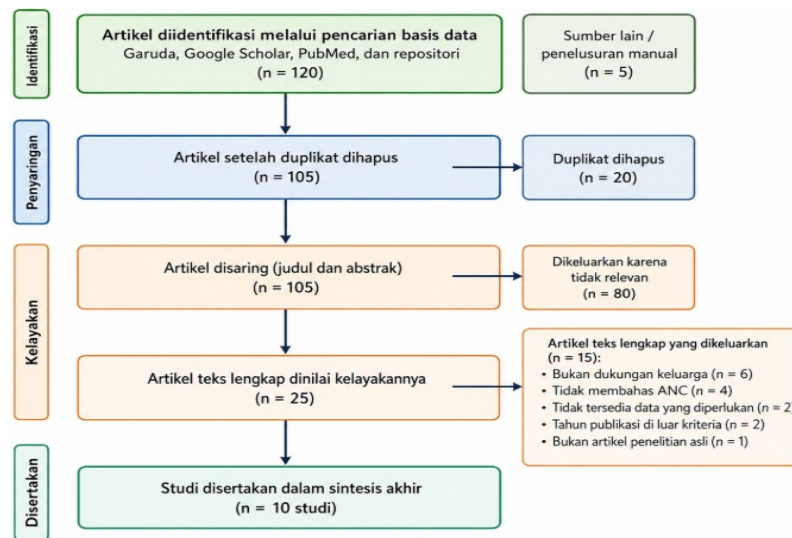 Identifikasi
Artikel diidentifikasi melalui pencarian basis data
Garuda, Google Scholar, PubMed, dan repositori
(n = 120)
Sumber lain /
penelusuran manual
(n = 5)
Penyaringan
Artikel setelah duplikat dihapus
(n = 105)
Duplikat dihapus
(n = 20)
Kelayakan
Artikel disaring (judul dan abstrak)
(n = 105)
Dikeluarkan karena
tidak relevan
(n = 80)
Artikel teks lengkap dinilai kelayakannya
(n = 25)
Artikel teks lengkap yang dikeluarkan
(n = 15):
• Bukan dukungan keluarga (n = 6)
• Tidak membahas ANC (n = 4)
• Tidak tersedia data yang diperlukan (n = 2)
• Tahun publikasi di luar kriteria (n = 2)
• Bukan artikel penelitian asli (n = 1)
Disertakan
Studi disertakan dalam sintesis akhir
(n = 10 studi)